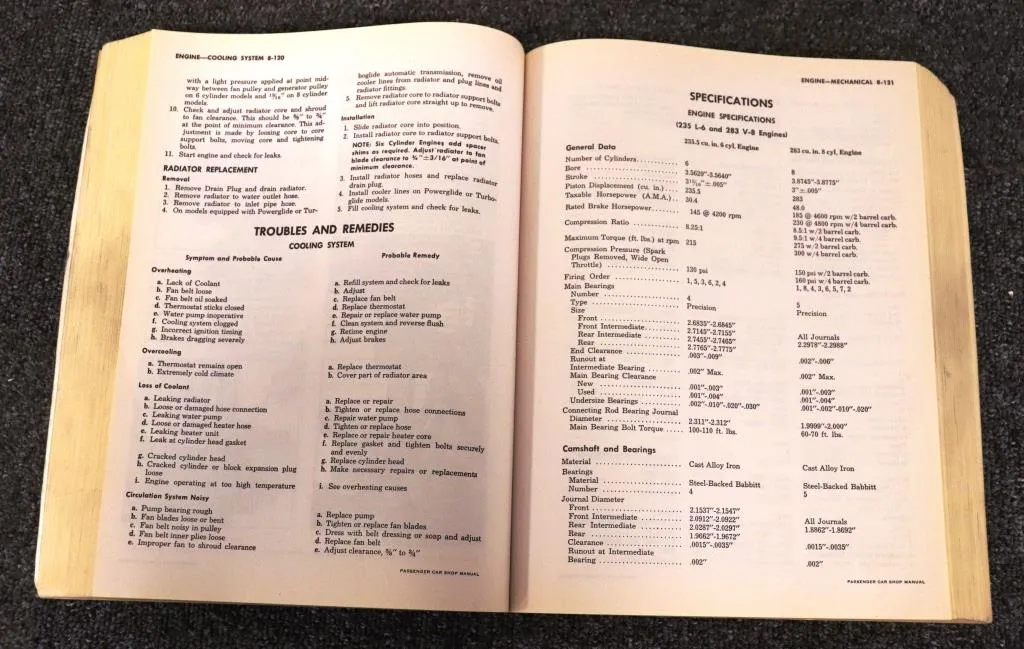 ENGINE—COOLING SYSTEM 8-120
with a light pressure applied at point mid-
way between fan pulley and generator pulley
on 6 cylinder models and on 8 cylinder
models.
10. Check and adjust radiator core and shroud
to fan clearance. This should be to
at the point of minimum clearance. This ad-
justment is made by loosing core to core
support bolts, moving core and tightening
bolts.
11. Start engine and check for leaks.
RADIATOR REPLACEMENT
Removal
1. Remove Drain Plug and drain radiator.
2. Remove radiator to water outlet hose.
3. Remove radiator to inlet pipe hose.
4. On models equipped with Powerglide or Tur-
boglide automatic transmission, remove oil
cooler lines from radiator and plug lines and
radiator fittings.
5. Remove radiator core to radiator support bolts
and lift radiator core straight up to remove.
Installation
1. Slide radiator core into position.
2. Install radiator core to radiator support bolts.
NOTE: Six Cylinder Engines add spacer
shims as required. Adjust radiator to fan
blade clearance to ¾"±3/16" at point of
minimum clearance.
3. Install radiator hoses and replace radiator
drain plug.
4. Install cooler lines on Powerglide or Turbo-
glide models.
5. Fill cooling system and check for leaks.
TROUBLES AND REMEDIES
COOLING SYSTEM
Symptom and Probable Cause
Probable Remedy
Overheating
a. Lack of Coolant
b. Fan belt loose
c. Fan belt oil soaked
d. Thermostat sticks closed
e. Water pump inoperative
f. Cooling system clogged
g. Incorrect ignition timing
h. Brakes dragging severely
a. Refill system and check for leaks
b. Adjust
c. Replace fan belt
d. Replace thermostat
e. Repair or replace water pump
f. Clean system and reverse flush
g. Retime engine
h. Adjust brakes
Overcooling
a. Thermostat remains open
b. Extremely cold climate
a. Replace thermostat
b. Cover part of radiator area
Loss of Coolant
a. Leaking radiator
b. Loose or damaged hose connection
c. Leaking water pump
d. Loose or damaged heater hose
e. Leaking heater unit
f. Leak at cylinder head gasket
g. Cracked cylinder head
h. Cracked cylinder or block expansion plug
loose
i. Engine operating at too high temperature
a. Replace or repair
b. Tighten or replace hose connections
c. Repair water pump
d. Tighten or replace hose
e. Replace or repair heater core
f. Replace gasket and tighten bolts securely
and evenly
g. Replace cylinder head
h. Make necessary repairs or replacements
i. See overheating causes
Circulation System Noisy
a. Pump bearing rough
b. Fan blades loose or bent
c. Fan belt noisy in pulley
d. Fan belt inner plies loose
e. Improper fan to shroud clearance
a. Replace pump
b. Tighten or replace fan blades
c. Dress with belt dressing or soap and adjust
d. Replace fan belt
e. Adjust clearance, to
PASSENGER CAR SHOP MANUAL
ENGINE—MECHANICAL 8-121
SPECIFICATIONS
ENGINE SPECIFICATIONS
(235 L-6 and 283 V-8 Engines)
General Data 235.5 cu. in. 6 cyl. Engine 283 cu. in. 8 cyl. Engine
Number of Cylinders 6 8
Bore 3.5620"-3.5640" 3.8745"-3.8775"
Stroke 3 15/16"±.005" 3"±.005"
Piston Displacement (cu. in.) 235.5 283
Taxable Horsepower (A.M.A.) 30.4 48.0
Rated Brake Horsepower 145 @ 4200 rpm 185 @ 4600 rpm w/2 barrel carb.
230 @ 4800 rpm w/4 barrel carb.
Compression Ratio 8.25:1 8.5:1 w/2 barrel carb.
9.5:1 w/4 barrel carb.
Maximum Torque (ft. lbs.) at rpm 215 275 w/2 barrel carb.
300 w/4 barrel carb.
Compression Pressure (Spark
Plugs Removed, Wide Open
Throttle) 130 psi 150 psi w/2 barrel carb.
160 psi w/4 barrel carb.
Firing Order 1, 5, 3, 6, 2, 4 1, 8, 4, 3, 6, 5, 7, 2
Main Bearings
Number 4 5
Type Precision Precision
Size
Front 2.6835"-2.6845" All Journals
Front Intermediate 2.7145"-2.7155" 2.2978"-2.2988"
Rear Intermediate 2.7455"-2.7465"
Rear 2.7765"-2.7775"
End Clearance .003"-.009" .002"-.006"
Runout at
Intermediate Bearing .002" Max. .002" Max.
Main Bearing Clearance
New .001"-.003" .001"-.003"
Used .001"-.004" .001"-.004"
Undersize Bearings .002"-.010"-.020"-.030" .001"-.002"-.010"-.020"
Connecting Rod Bearing Journal
Diameter 2.311"-2.312" 1.9999"-2.000"
Main Bearing Bolt Torque 100-110 ft. lbs. 60-70 ft. lbs.
Camshaft and Bearings
Material Cast Alloy Iron Cast Alloy Iron
Bearings
Material Steel-Backed Babbitt Steel-Backed Babbitt
Number 4 5
Journal Diameter
Front 2.1537"-2.1547" All Journals
Front Intermediate 2.0912"-2.0922" 1.8862"-1.8692"
Rear Intermediate 2.0287"-2.0297"
Rear 1.9662"-1.9672"
Clearance .0015"-.0035" .0015"-.0035"
Runout at Intermediate
Bearing .002" .002"
PASSENGER CAR SHOP MANUAL